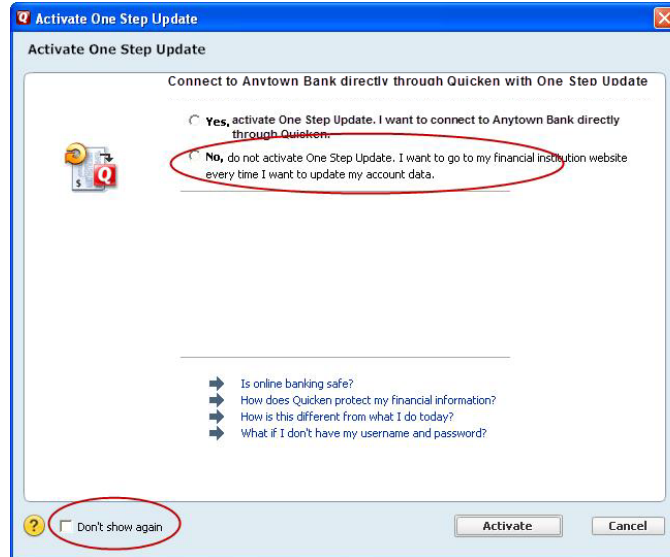 Activate One Step Update
Activate One Step Update
Connect to Anytown Bank directly through Quicken with One Step Update
Yes, activate One Step Update. I want to connect to Anytown Bank directly
through Quicken.
No, do not activate One Step Update. I want to go to my financial institution website
every time I want to update my account data.
$ Q
Is online banking safe?
How does Quicken protect my financial information?
How is this different from what I do today?
What if I don't have my username and password?
? Don't show again Activate Cancel